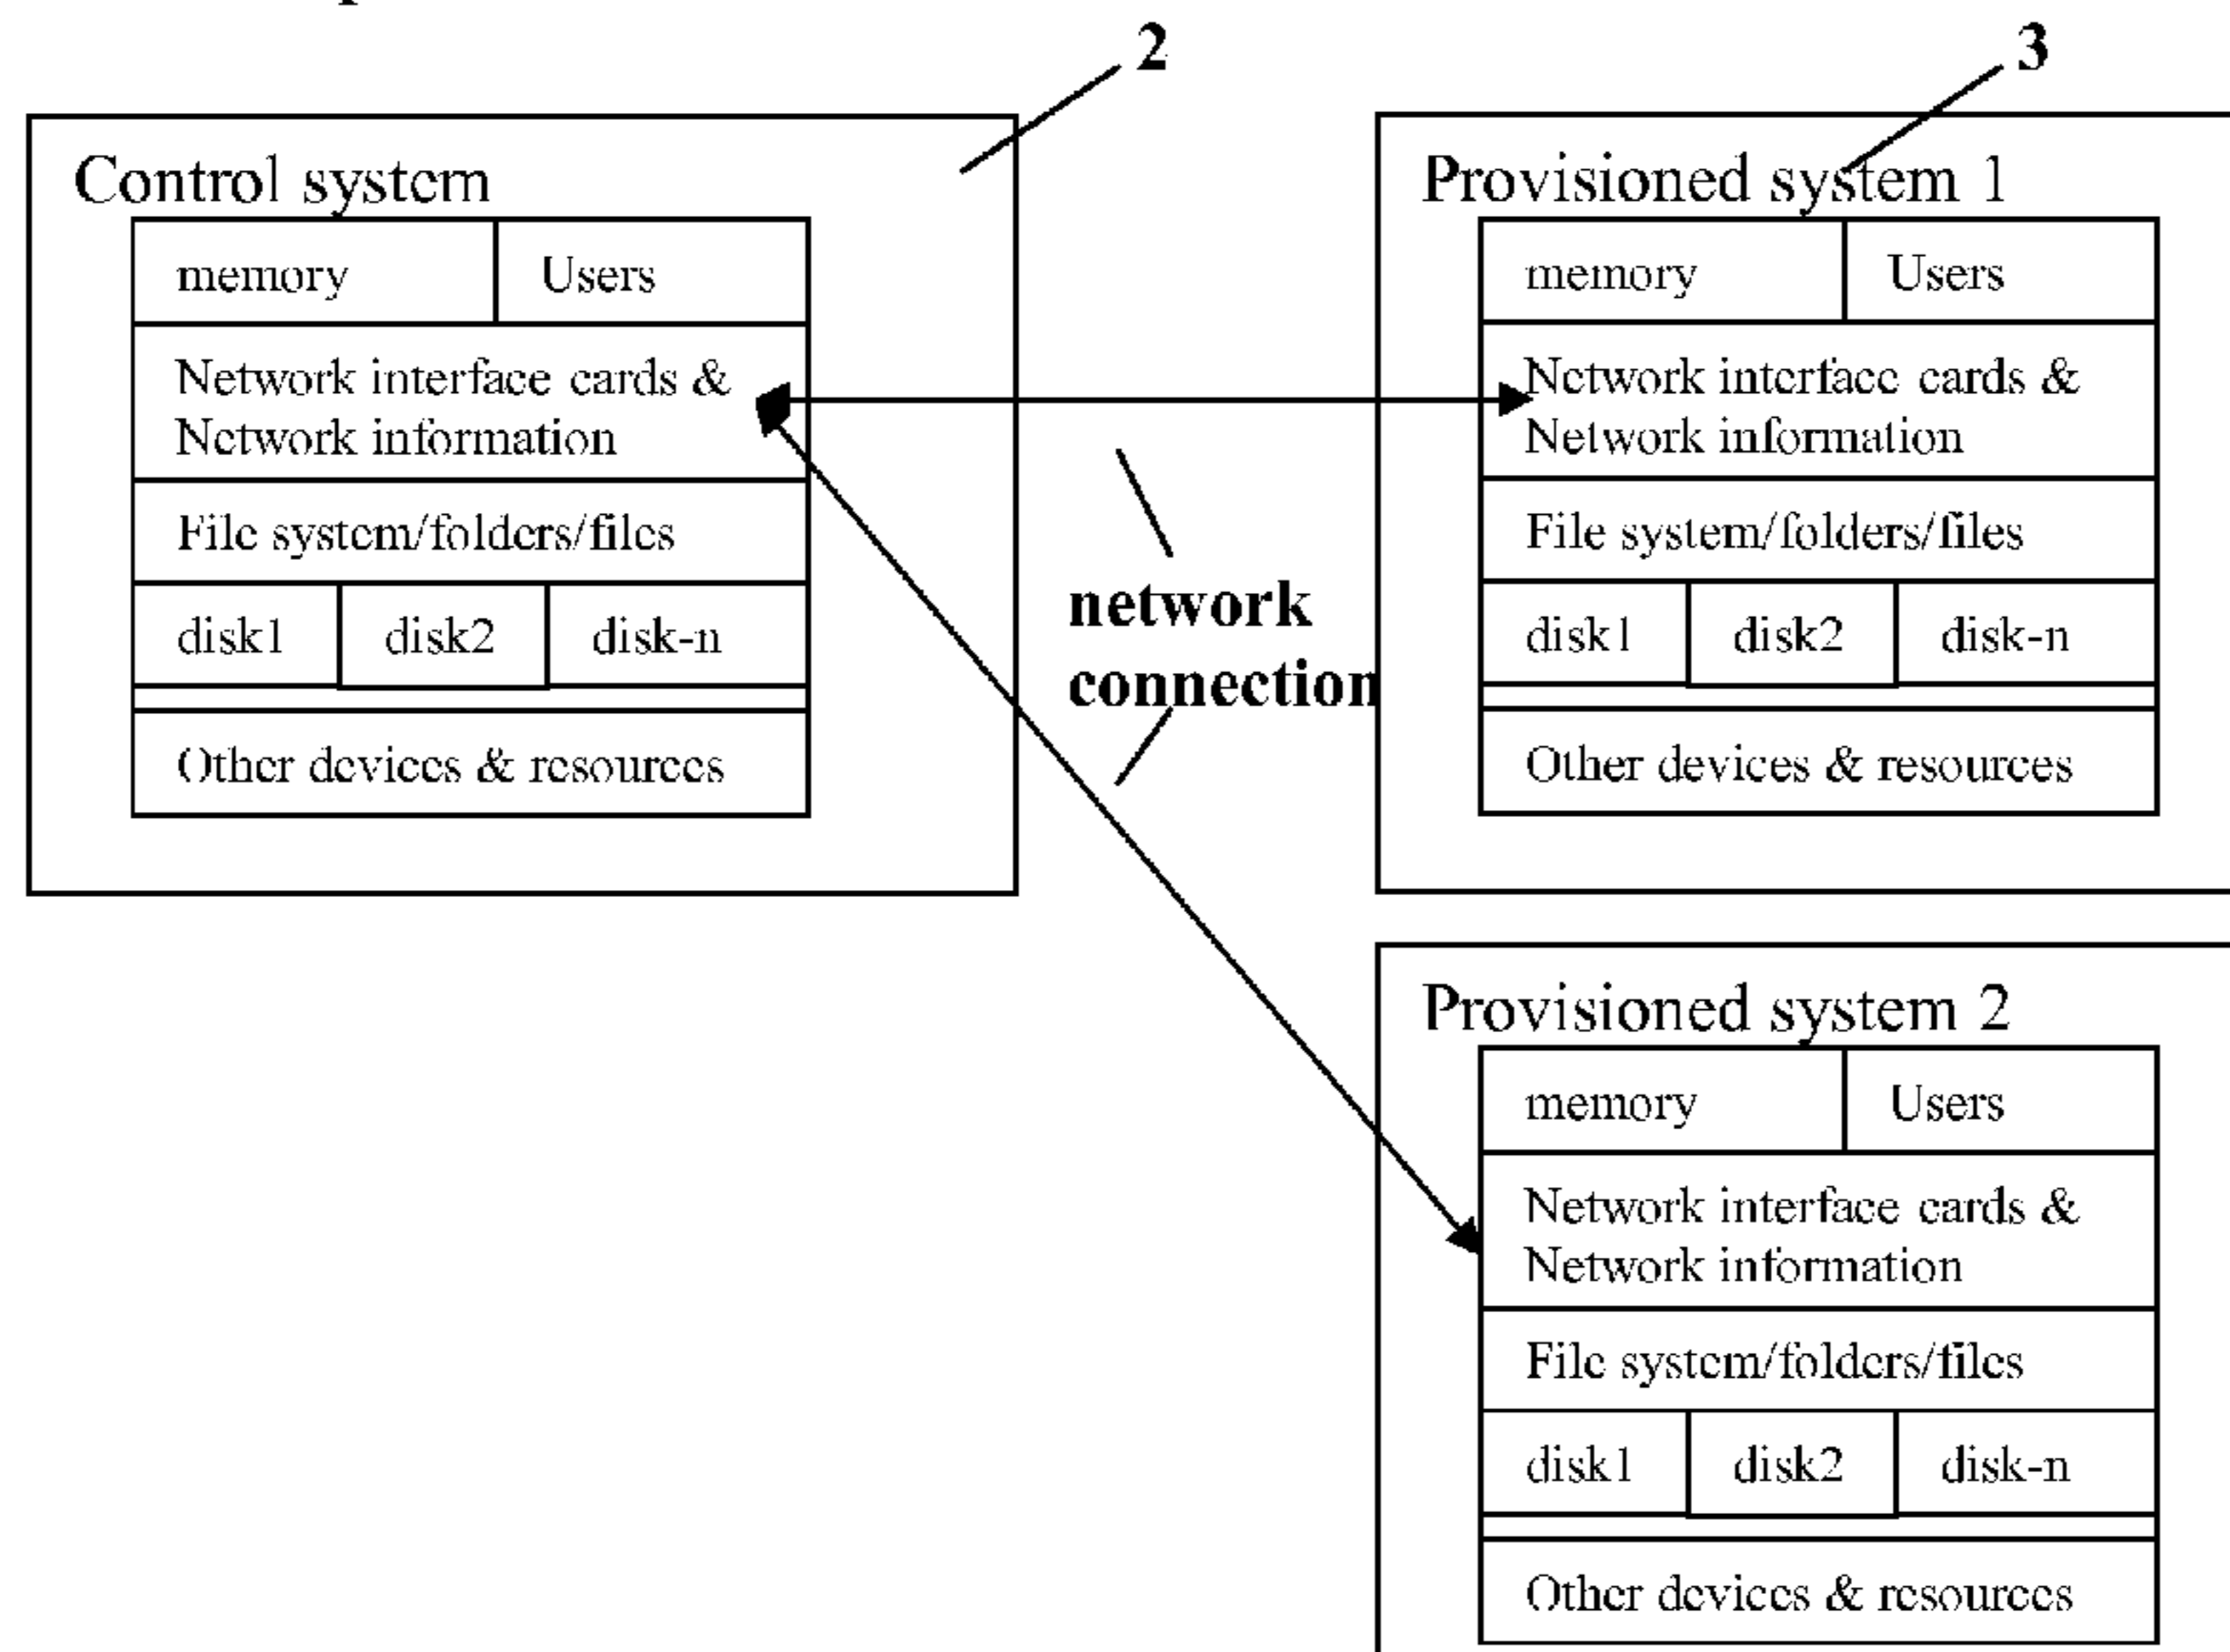 2
3
Control system
memory
Users
Network interface cards &
Network information
File system/folders/files
disk1
disk2
disk-n
Other devices & resources
network
connection
Provisioned system 1
memory
Users
Network interface cards &
Network information
File system/folders/files
disk1
disk2
disk-n
Other devices & resources
Provisioned system 2
memory
Users
Network interface cards &
Network information
File system/folders/files
disk1
disk2
disk-n
Other devices & resources